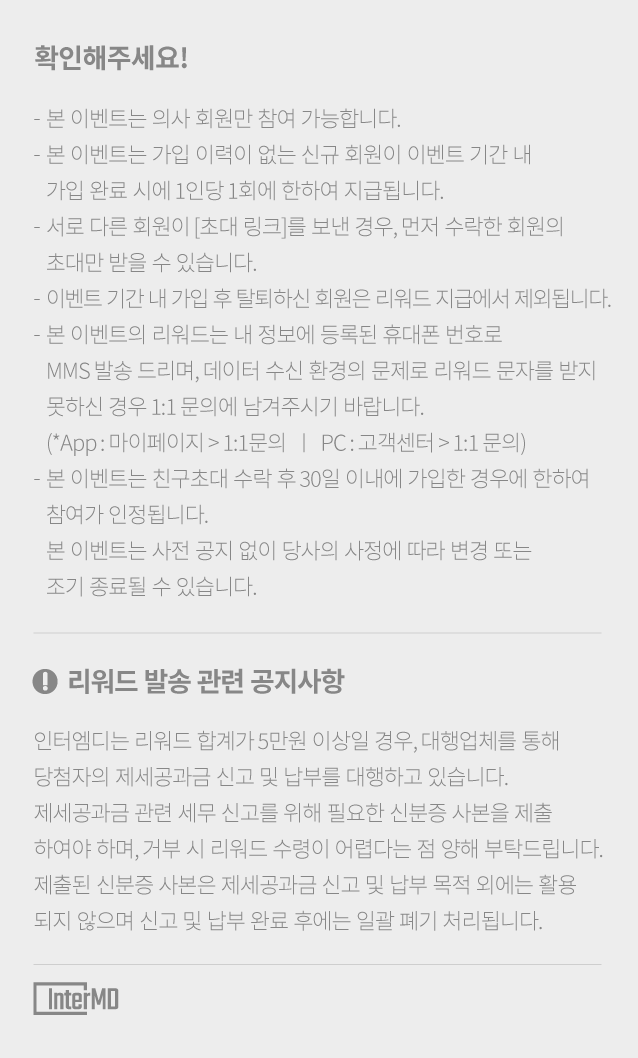 확인해주세요!
- 본 이벤트는 의사 회원만 참여 가능합니다.
- 본 이벤트는 가입 이력이 없는 신규 회원이 이벤트 기간 내
가입 완료 시에 1인당 1회에 한하여 지급됩니다.
- 서로 다른 회원이 [초대 링크]를 보낸 경우, 먼저 수락한 회원의
초대만 받을 수 있습니다.
- 이벤트 기간 내 가입 후 탈퇴하신 회원은 리워드 지급에서 제외됩니다.
- 본 이벤트의 리워드는 내 정보에 등록된 휴대폰 번호로
MMS 발송 드리며, 데이터 수신 환경의 문제로 리워드 문자를 받지
못하신 경우 1:1 문의에 남겨주시기 바랍니다.
(*App : 마이페이지 > 1:1문의 ㅣ PC : 고객센터 > 1:1 문의)
- 본 이벤트는 친구초대 수락 후 30일 이내에 가입한 경우에 한하여
참여가 인정됩니다.
본 이벤트는 사전 공지 없이 당사의 사정에 따라 변경 또는
조기 종료될 수 있습니다.
리워드 발송 관련 공지사항
인터엠디는 리워드 합계가 5만원 이상일 경우, 대행업체를 통해
당첨자의 제세공과금 신고 및 납부를 대행하고 있습니다.
제세공과금 관련 세무 신고를 위해 필요한 신분증 사본을 제출
하여야 하며, 거부 시 리워드 수령이 어렵다는 점 양해 부탁드립니다.
제출된 신분증 사본은 제세공과금 신고 및 납부 목적 외에는 활용
되지 않으며 신고 및 납부 완료 후에는 일괄 폐기 처리됩니다.
InterMD